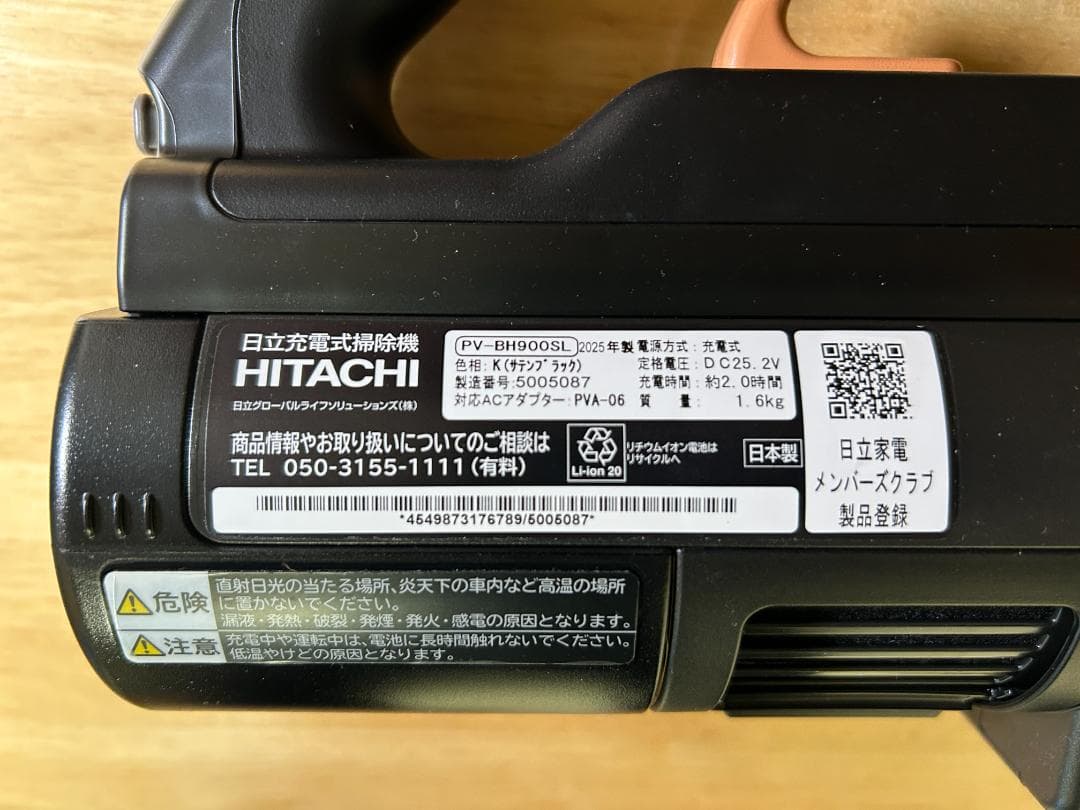 日立充電式掃除機
HITACHI
日立グローバルライフソリューションズ(株)
PV-BH900SL 2025年製 電源方式：充電式
色相：K(サテンブラック) 定格電圧：DC25.2V
製造番号：5005087 充電時間：約2.0時間
対応ACアダプター：PVA-06 質量：1.6kg
商品情報やお取り扱いについてのご相談は
TEL 050-3155-1111(有料)
Li-ion 20
リチウムイオン電池は
リサイクルへ
日本製
*4549873176789/5005087*
日立家電
メンバーズクラブ
製品登録
危険
直射日光の当たる場所、炎天下の車内など高温の場所
に置かないでください。
漏液・発熱・破裂・発煙・発火・感電の原因となります。
注意
充電中や運転中は、電池に長時間触れないでください。
低温やけどの原因となります。